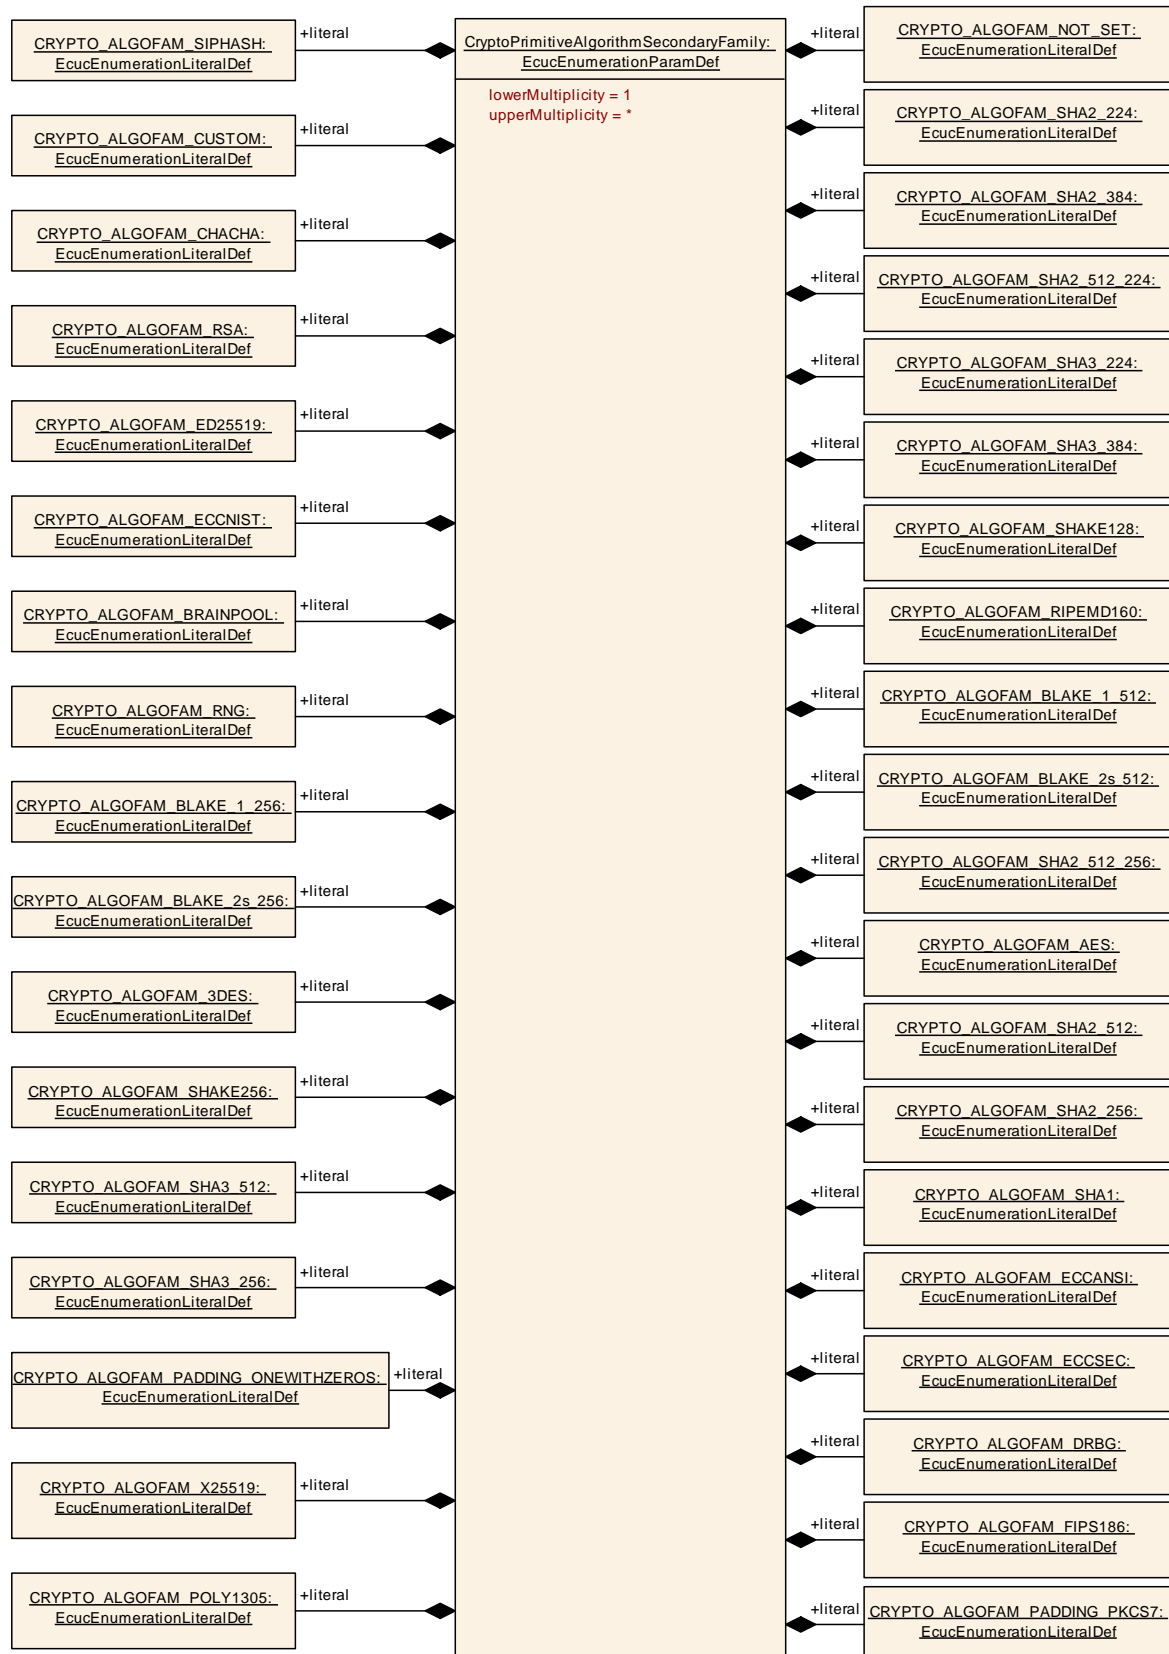 CRYPTO_ALGOFAM_SIPHASH:
EcucEnumerationLiteralDef
+literal
CRYPTO_ALGOFAM_CUSTOM:
EcucEnumerationLiteralDef
+literal
CRYPTO_ALGOFAM_CHACHA:
EcucEnumerationLiteralDef
+literal
CRYPTO_ALGOFAM_RSA:
EcucEnumerationLiteralDef
+literal
CRYPTO_ALGOFAM_ED25519:
EcucEnumerationLiteralDef
+literal
CRYPTO_ALGOFAM_ECCNIST:
EcucEnumerationLiteralDef
+literal
CRYPTO_ALGOFAM_BRAINPOOL:
EcucEnumerationLiteralDef
+literal
CRYPTO_ALGOFAM_RNG:
EcucEnumerationLiteralDef
+literal
CRYPTO_ALGOFAM_BLAKE_1_256:
EcucEnumerationLiteralDef
+literal
CRYPTO_ALGOFAM_BLAKE_2s_256:
EcucEnumerationLiteralDef
+literal
CRYPTO_ALGOFAM_3DES:
EcucEnumerationLiteralDef
+literal
CRYPTO_ALGOFAM_SHAKE256:
EcucEnumerationLiteralDef
+literal
CRYPTO_ALGOFAM_SHA3_512:
EcucEnumerationLiteralDef
+literal
CRYPTO_ALGOFAM_SHA3_256:
EcucEnumerationLiteralDef
+literal
CRYPTO_ALGOFAM_PADDING_ONEWITHZEROS:
EcucEnumerationLiteralDef
+literal
CRYPTO_ALGOFAM_X25519:
EcucEnumerationLiteralDef
+literal
CRYPTO_ALGOFAM_POLY1305:
EcucEnumerationLiteralDef
+literal
CryptoPrimitiveAlgorithmSecondaryFamily:
EcucEnumerationParamDef
lowerMultiplicity = 1
upperMultiplicity = *
+literal
CRYPTO_ALGOFAM_NOT_SET:
EcucEnumerationLiteralDef
+literal
CRYPTO_ALGOFAM_SHA2_224:
EcucEnumerationLiteralDef
+literal
CRYPTO_ALGOFAM_SHA2_384:
EcucEnumerationLiteralDef
+literal
CRYPTO_ALGOFAM_SHA2_512_224:
EcucEnumerationLiteralDef
+literal
CRYPTO_ALGOFAM_SHA3_224:
EcucEnumerationLiteralDef
+literal
CRYPTO_ALGOFAM_SHA3_384:
EcucEnumerationLiteralDef
+literal
CRYPTO_ALGOFAM_SHAKE128:
EcucEnumerationLiteralDef
+literal
CRYPTO_ALGOFAM_RIPEMD160:
EcucEnumerationLiteralDef
+literal
CRYPTO_ALGOFAM_BLAKE_1_512:
EcucEnumerationLiteralDef
+literal
CRYPTO_ALGOFAM_BLAKE_2s_512:
EcucEnumerationLiteralDef
+literal
CRYPTO_ALGOFAM_SHA2_512_256:
EcucEnumerationLiteralDef
+literal
CRYPTO_ALGOFAM_AES:
EcucEnumerationLiteralDef
+literal
CRYPTO_ALGOFAM_SHA2_512:
EcucEnumerationLiteralDef
+literal
CRYPTO_ALGOFAM_SHA2_256:
EcucEnumerationLiteralDef
+literal
CRYPTO_ALGOFAM_SHA1:
EcucEnumerationLiteralDef
+literal
CRYPTO_ALGOFAM_ECCANSI:
EcucEnumerationLiteralDef
+literal
CRYPTO_ALGOFAM_ECCSEC:
EcucEnumerationLiteralDef
+literal
CRYPTO_ALGOFAM_DRBG:
EcucEnumerationLiteralDef
+literal
CRYPTO_ALGOFAM_FIPS186:
EcucEnumerationLiteralDef
+literal
CRYPTO_ALGOFAM_PADDING_PKCS7:
EcucEnumerationLiteralDef